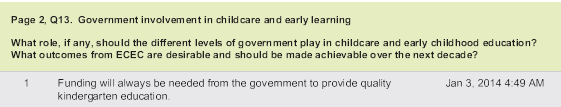 Page 2, Q13. Government involvement in childcare and early learning
What role, if any, should the different levels of government play in childcare and early childhood education?
What outcomes from ECEC are desirable and should be made achievable over the next decade?
1 Funding will always be needed from the government to provide quality Jan 3, 2014 4:49 AM
kindergarten education.